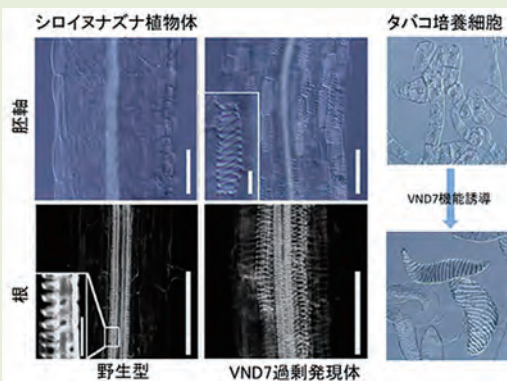 シロイヌナズナ植物体
タバコ培養細胞
胚軸
VND7機能誘導
根
野生型
VND7過剰発現体